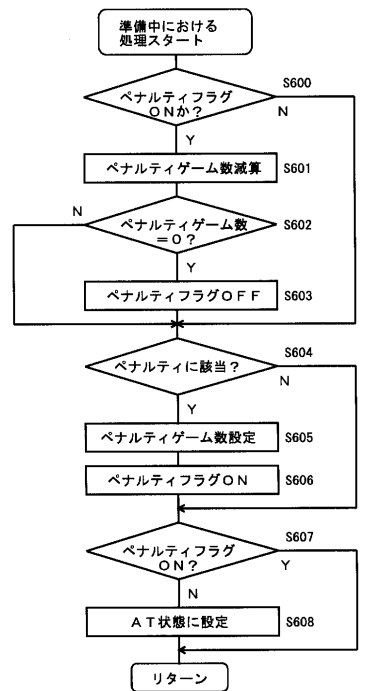 準備中における
処理スタート
S600
ペナルティフラグ
ONか？
N
Y
ペナルティゲーム数減算
S601
N
ペナルティゲーム数
＝０？
S602
Y
ペナルティフラグＯＦＦ
S603
S604
ペナルティに該当？
N
Y
ペナルティゲーム数設定
S605
ペナルティフラグＯＮ
S606
S607
ペナルティフラグ
ＯＮ？
Y
N
ＡＴ状態に設定
S608
リターン